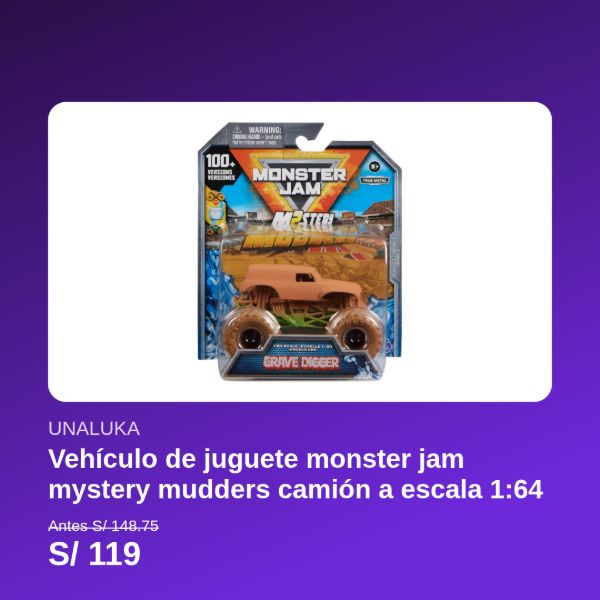 WARNING:
100+
VERSIONS
VERSIONES
MONSTER
JAM
TRUE METAL
MYSTERY
MUDDERS
GRAVE DIGGER
UNALUKA
Vehículo de juguete monster jam
mystery mudders camión a escala 1:64
Antes S/ 148.75
S/ 119